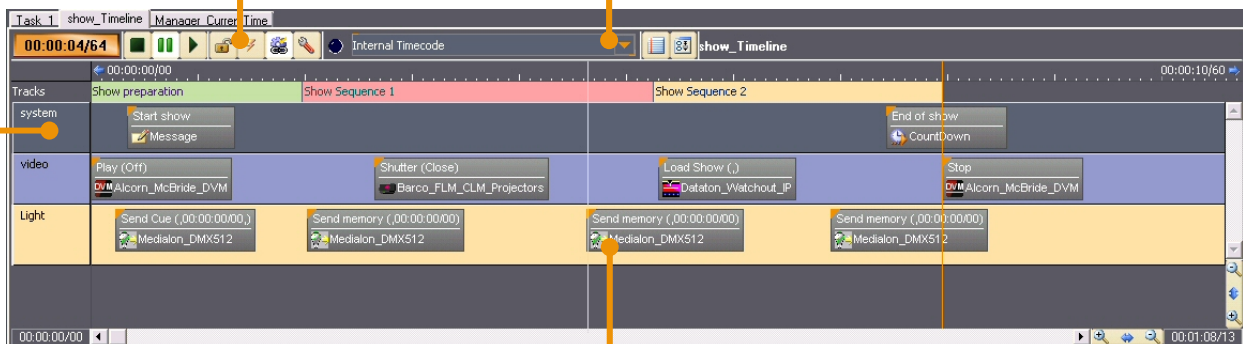 Task_1 show_Timeline Manager Current Time
00:00:04/64 Internal Timecode show_Timeline
00:00:00/00 00:00:10/60
Tracks Show preparation Show Sequence 1 Show Sequence 2
system Start show End of show
Message CountDown
video Play (Off) Shutter (Close) Load Show (,) Stop
DVM Alcorn_McBride_DVM Barco_FLM_CLM_Projectors Dataton_Watchout_IP DVM Alcorn_McBride_DVM
Light Send Cue (,00:00:00/00,) Send memory (,00:00:00/00) Send memory (,00:00:00/00) Send memory (,00:00:00/00)
Medialon_DMX512 Medialon_DMX512 Medialon_DMX512 Medialon_DMX512
00:00:00/00 00:01:08/13